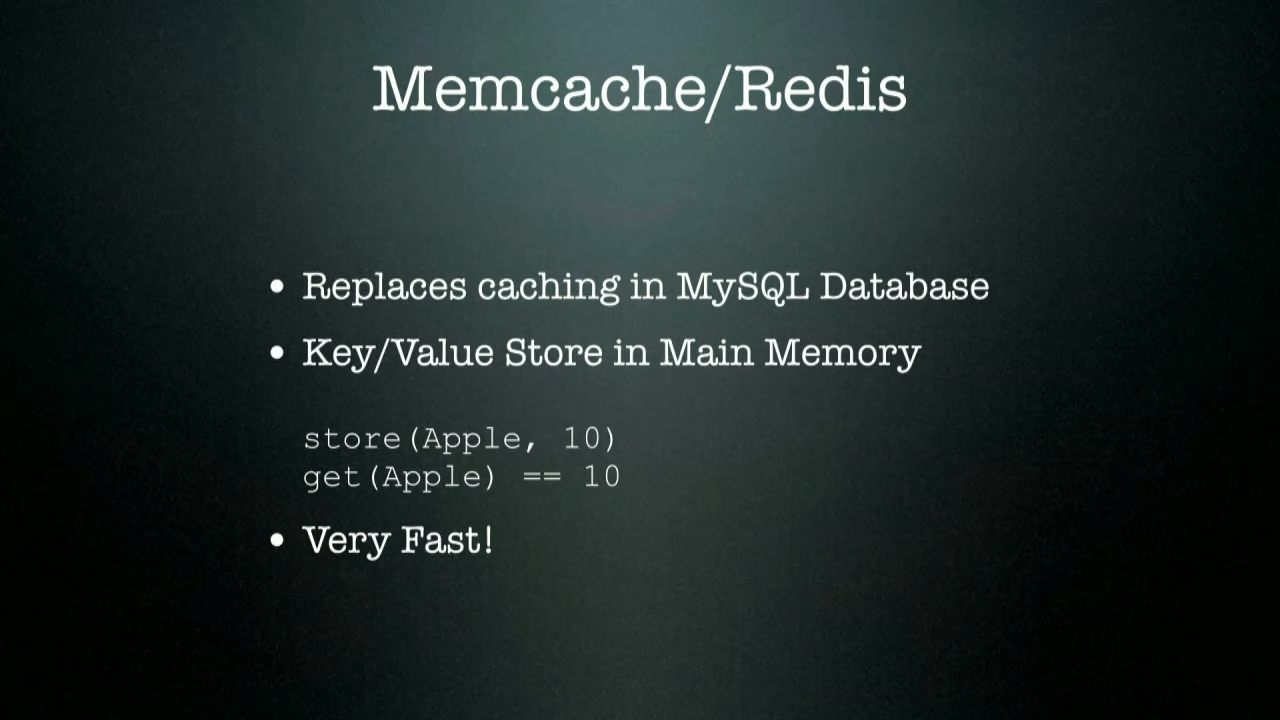 Memcache/Redis
• Replaces caching in MySQL Database
• Key/Value Store in Main Memory
store(Apple, 10)
get(Apple) == 10
• Very Fast!